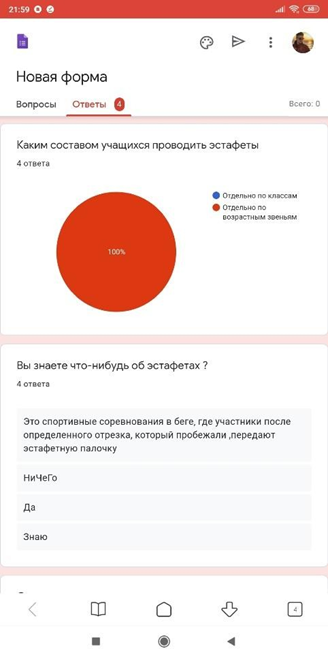 21:59
68
Новая форма
Вопросы Ответы 4 Всего: 0
Каким составом учащихся проводить эстафеты
4 ответа
Отдельно по классам
Отдельно по
возрастным звеньям
100%
Вы знаете что-нибудь об эстафетах ?
4 ответа
Это спортивные соревнования в беге, где участники после
определенного отрезка, который пробежали ,передают
эстафетную палочку
НиЧеГо
Да
Знаю
4